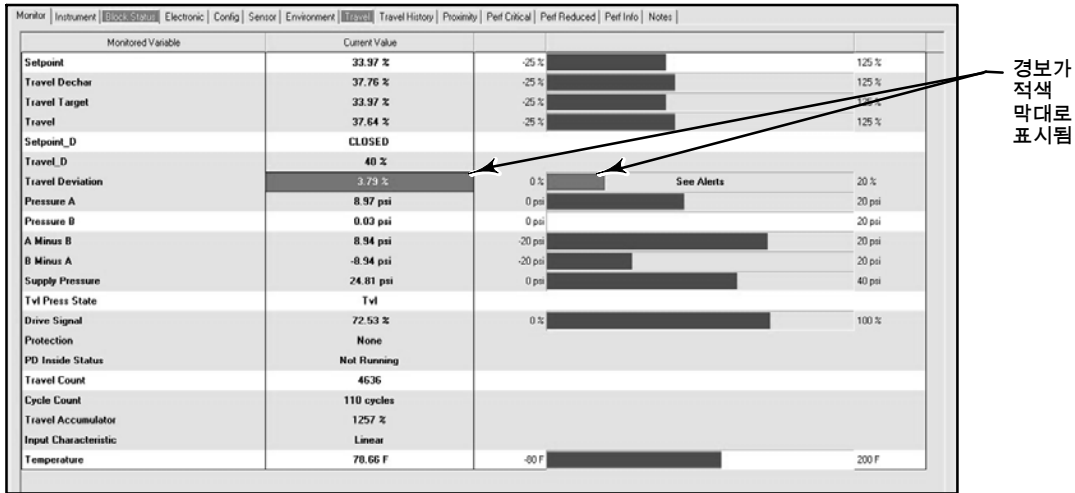 Monitor Instrument Block Status Electronic Config Sensor Environment Travel Travel History Proximity Perf Critical Perf Reduced Perf Info Notes
Monitored Variable Current Value
Setpoint 33.97 % -25 % 125 %
Travel Dechar 37.76 % -25 % 125 %
Travel Target 33.97 % -25 % 125 %
Travel 37.64 % -25 % 125 %
Setpoint_D CLOSED
Travel_D 40 %
Travel Deviation 3.79 % 0 % See Alerts 20 %
Pressure A 8.97 psi 0 psi 20 psi
Pressure B 0.03 psi 0 psi 20 psi
A Minus B 8.94 psi -20 psi 20 psi
B Minus A -8.94 psi -20 psi 20 psi
Supply Pressure 24.81 psi 0 psi 40 psi
Tvl Press State Tvl
Drive Signal 72.53 % 0 % 100 %
Protection None
PD Inside Status Not Running
Travel Count 4636
Cycle Count 110 cycles
Travel Accumulator 1257 %
Input Characteristic Linear
Temperature 78.66 F -80 F 200 F
경보가
적색
막대로
표시됨